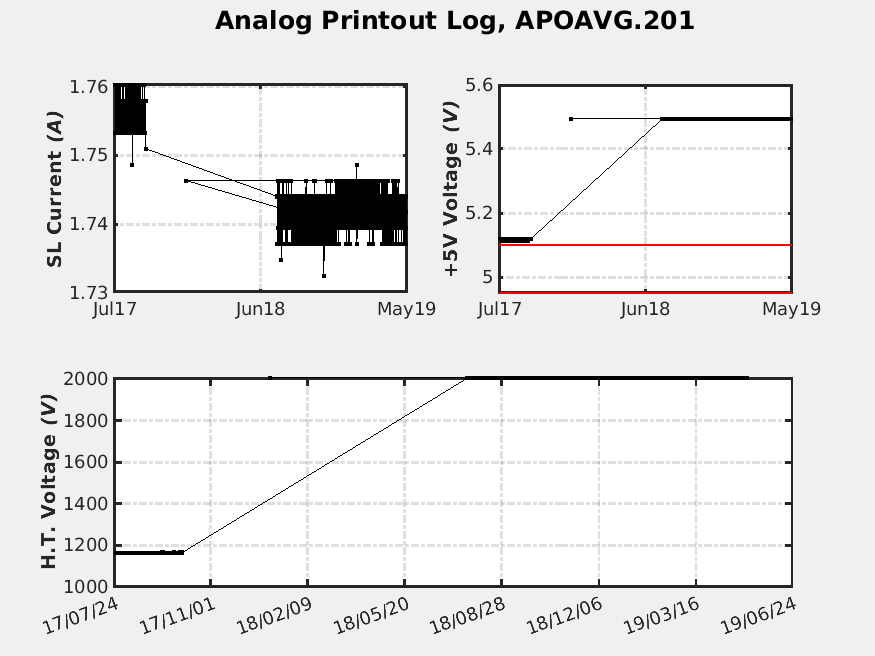 Analog Printout Log, APOAVG.201
SL Current (A)
1.76
1.75
1.74
1.73
Jul17
Jun18
May19
+5V Voltage (V)
5.6
5.4
5.2
5
Jul17
Jun18
May19
H.T. Voltage (V)
2000
1800
1600
1400
1200
1000
17/07/24
17/11/01
18/02/09
18/05/20
18/08/28
18/12/06
19/03/16
19/06/24